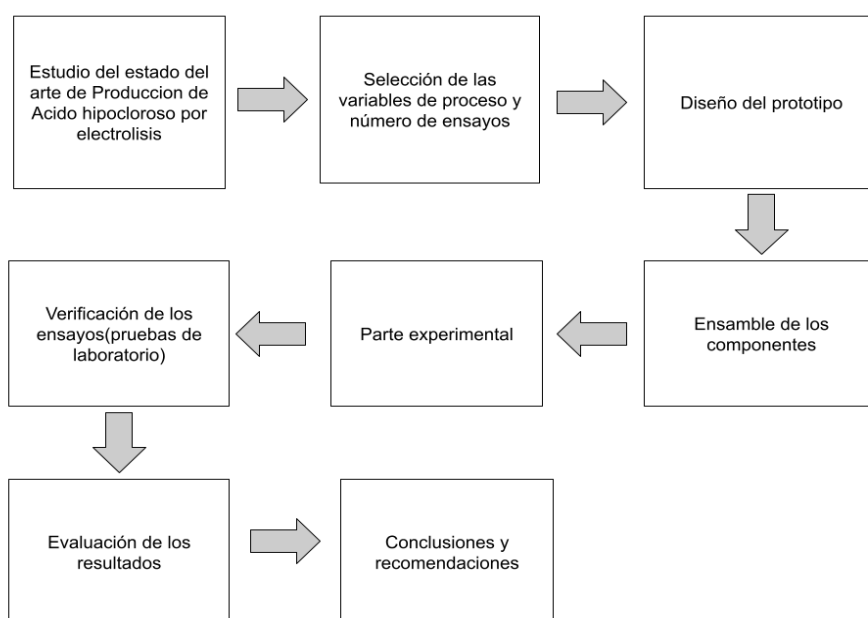 Estudio del estado del
arte de Produccion de
Acido hipocloroso por
electrolisis
Selección de las
variables de proceso y
número de ensayos
Diseño del prototipo
Ensamble de los
componentes
Parte experimental
Verificación de los
ensayos(pruebas de
laboratorio)
Evaluación de los
resultados
Conclusiones y
recomendaciones